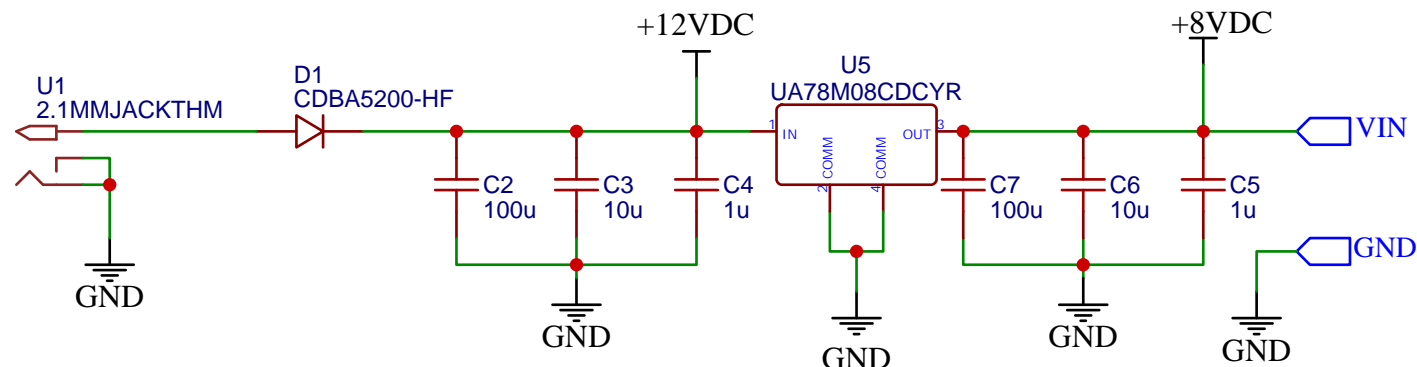 +12VDC
+8VDC
U1
2.1MMJACKTHM
D1
CDBA5200-HF
U5
UA78M08CDCYR
1
IN
COMM
2
COMM
4
OUT
3
VIN
C2
100u
C3
10u
C4
1u
C7
100u
C6
10u
C5
1u
GND
GND
GND
GND
GND
GND